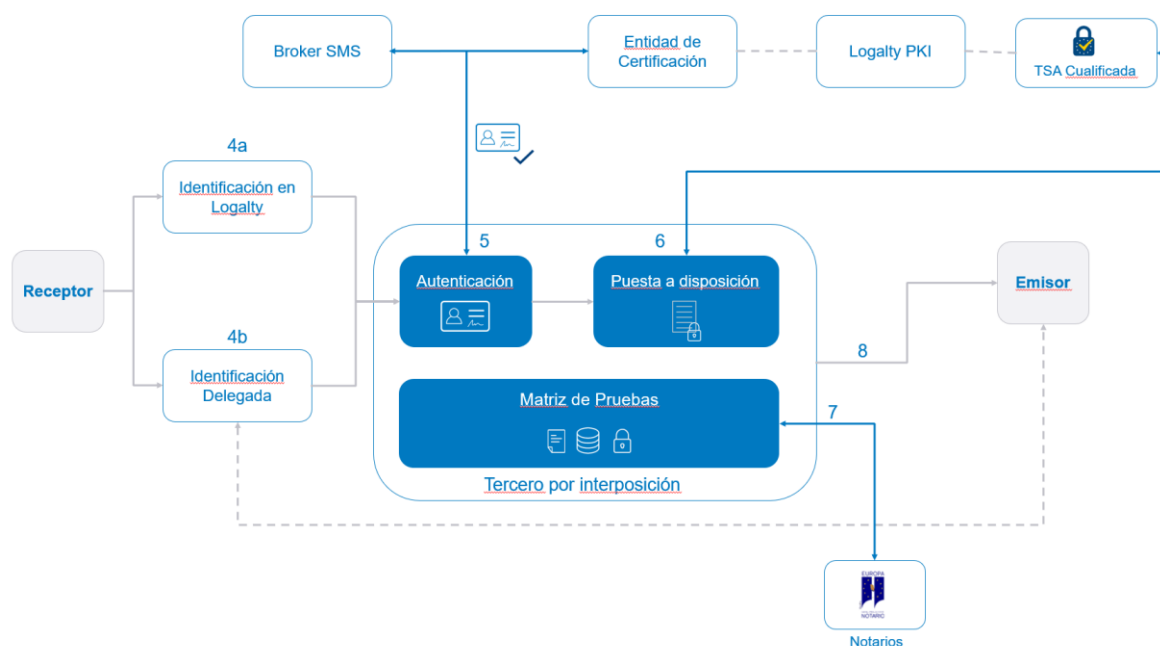 Broker SMS
Entidad de
Certificación
Logalty PKI
TSA Cualificada
4a
Identificación en
Logalty
Receptor
4b
Identificación
Delegada
5
Autenticación
6
Puesta a disposición
Matriz de Pruebas
Tercero por interposición
Emisor
8
7
EUROPA
NOTARIO
Notarios